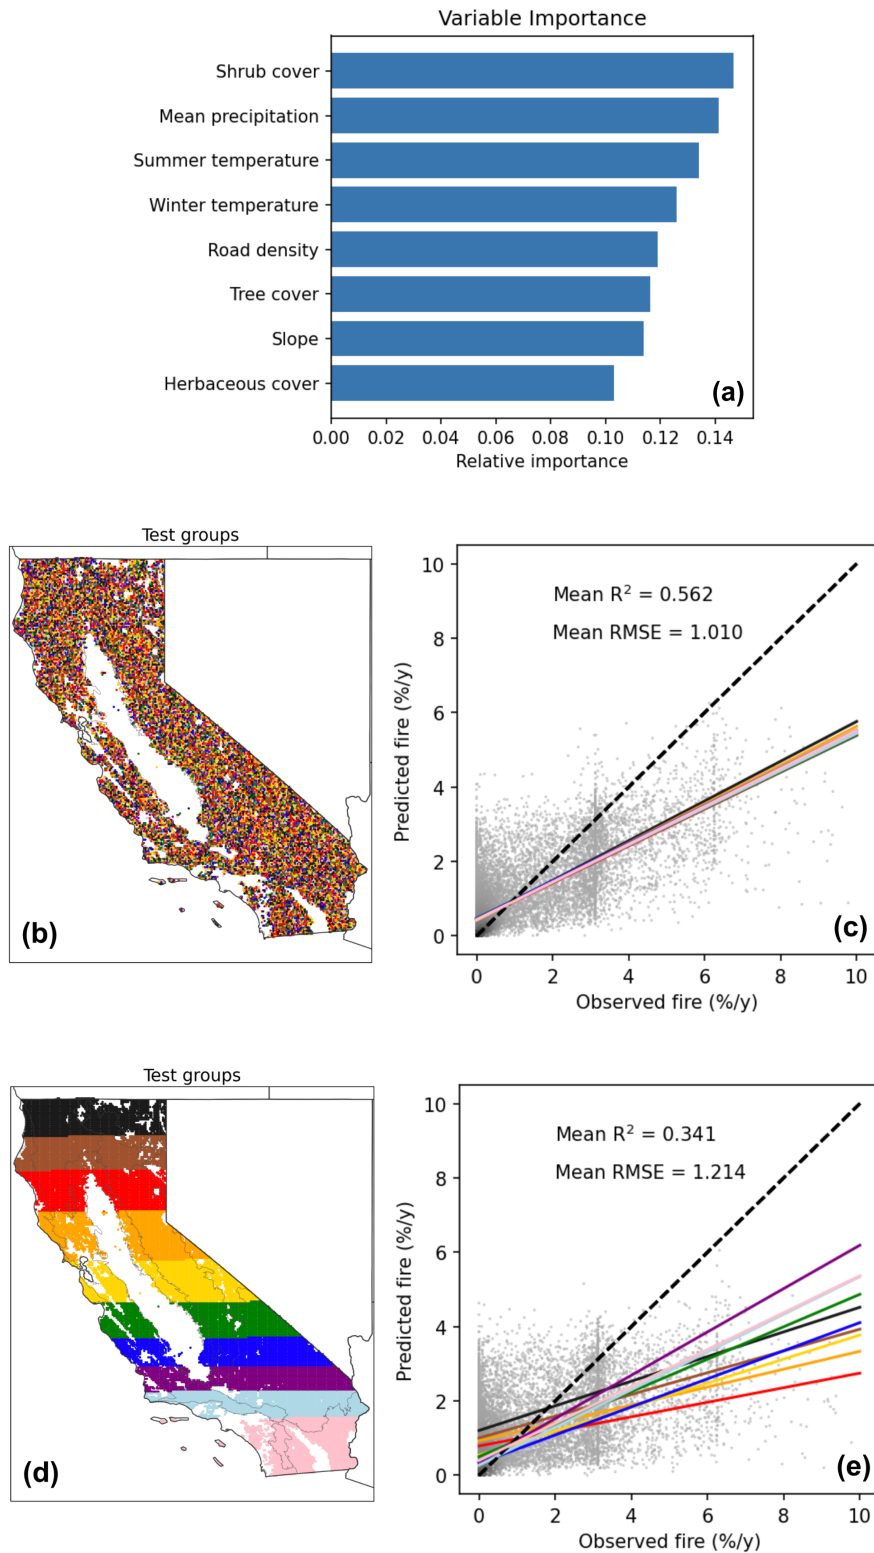 Variable Importance
Shrub cover
Mean precipitation
Summer temperature
Winter temperature
Road density
Tree cover
Slope
Herbaceous cover
(a)
0.00 0.02 0.04 0.06 0.08 0.10 0.12 0.14
Relative importance
Test groups
(b)
Predicted fire (%/y)
10
8
6
4
2
0
Mean R² = 0.562
Mean RMSE = 1.010
(c)
0 2 4 6 8 10
Observed fire (%/y)
Test groups
(d)
Predicted fire (%/y)
10
8
6
4
2
0
Mean R² = 0.341
Mean RMSE = 1.214
(e)
0 2 4 6 8 10
Observed fire (%/y)